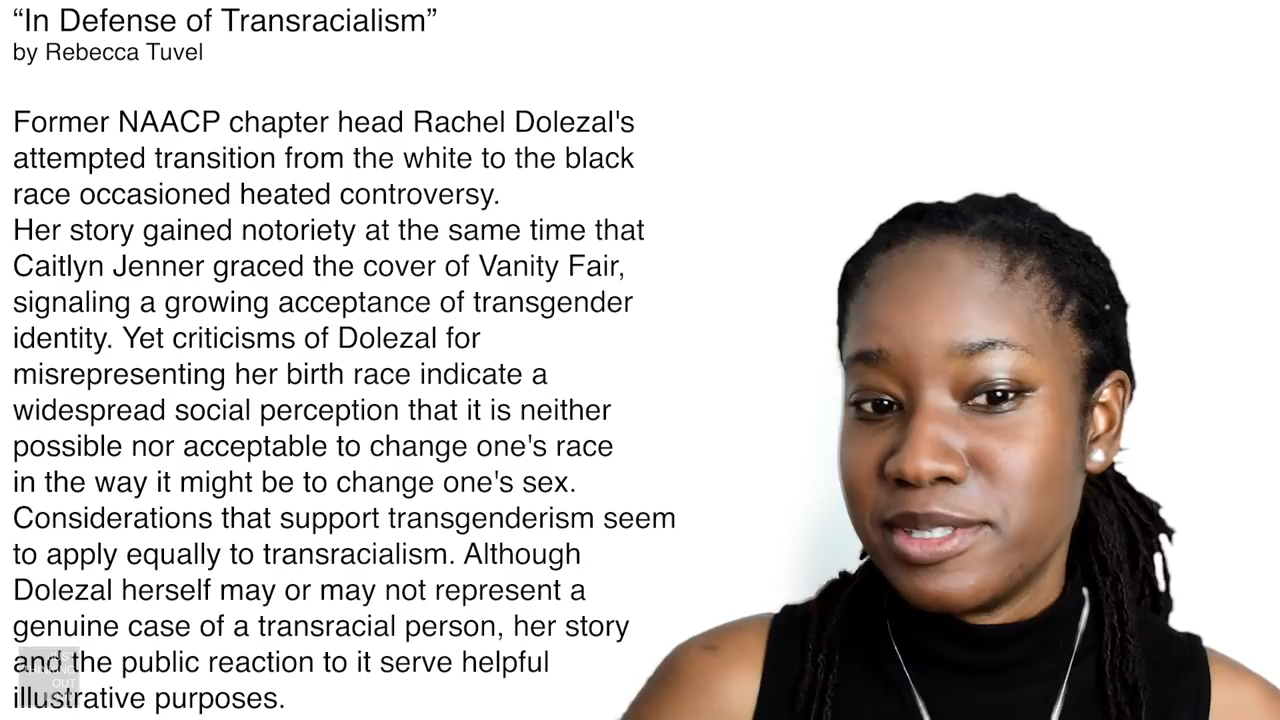 “In Defense of Transracialism”
by Rebecca Tuvel
Former NAACP chapter head Rachel Dolezal's
attempted transition from the white to the black
race occasioned heated controversy.
Her story gained notoriety at the same time that
Caitlyn Jenner graced the cover of Vanity Fair,
signaling a growing acceptance of transgender
identity. Yet criticisms of Dolezal for
misrepresenting her birth race indicate a
widespread social perception that it is neither
possible nor acceptable to change one's race
in the way it might be to change one's sex.
Considerations that support transgenderism seem
to apply equally to transracialism. Although
Dolezal herself may or may not represent a
genuine case of a transracial person, her story
and the public reaction to it serve helpful
illustrative purposes.
OUT